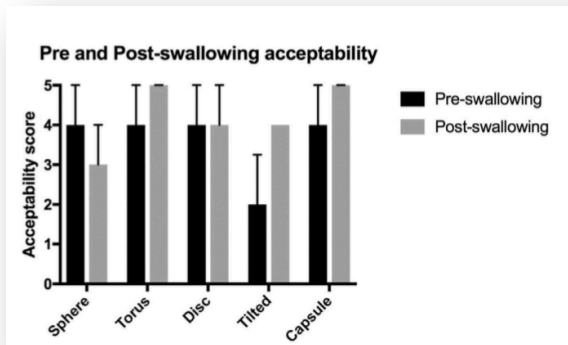 Pre and Post-swallowing acceptability
Acceptability score
5
4
3
2
1
0
Sphere
Torus
Disc
Tilted
Capsule
Pre-swallowing
Post-swallowing